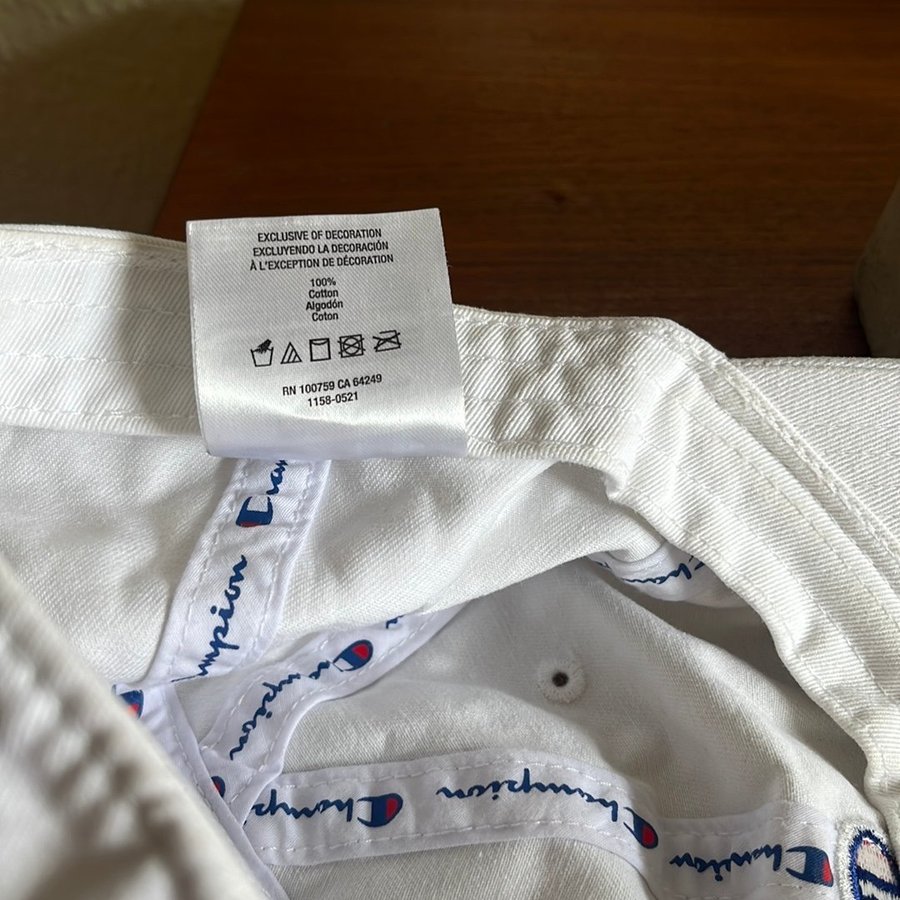 EXCLUSIVE OF DECORATION
EXCLUYENDO LA DECORACIÓN
À L'EXCEPTION DE DÉCORATION
100%
Cotton
Algodón
Coton
RN 100759 CA 64249
1158-0521
Champion
Champion
Champion
Champion
Champion